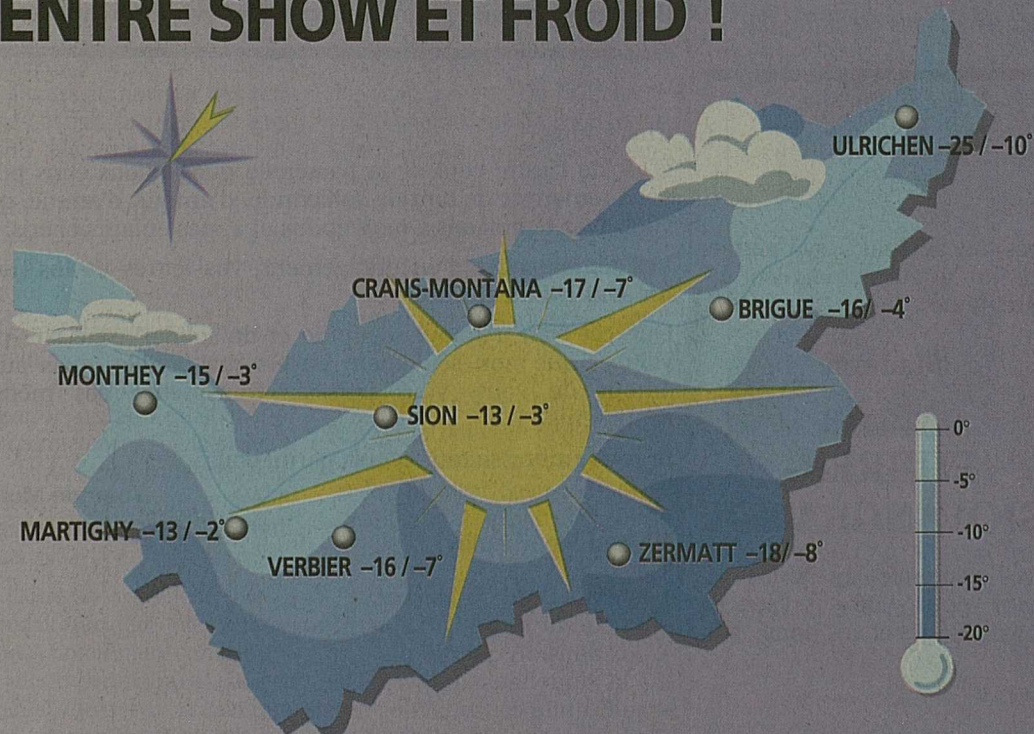 ENTRE SHOW ET FROID !
ULRICHEN –25 / –10°
CRANS-MONTANA –17 / –7°
BRIGUE –16/ –4°
MONTHEY –15 / –3°
SION –13 / –3°
0°
-5°
MARTIGNY –13 / –2°
-10°
VERBIER –16 / –7°
ZERMATT –18/ –8°
-15°
-20°